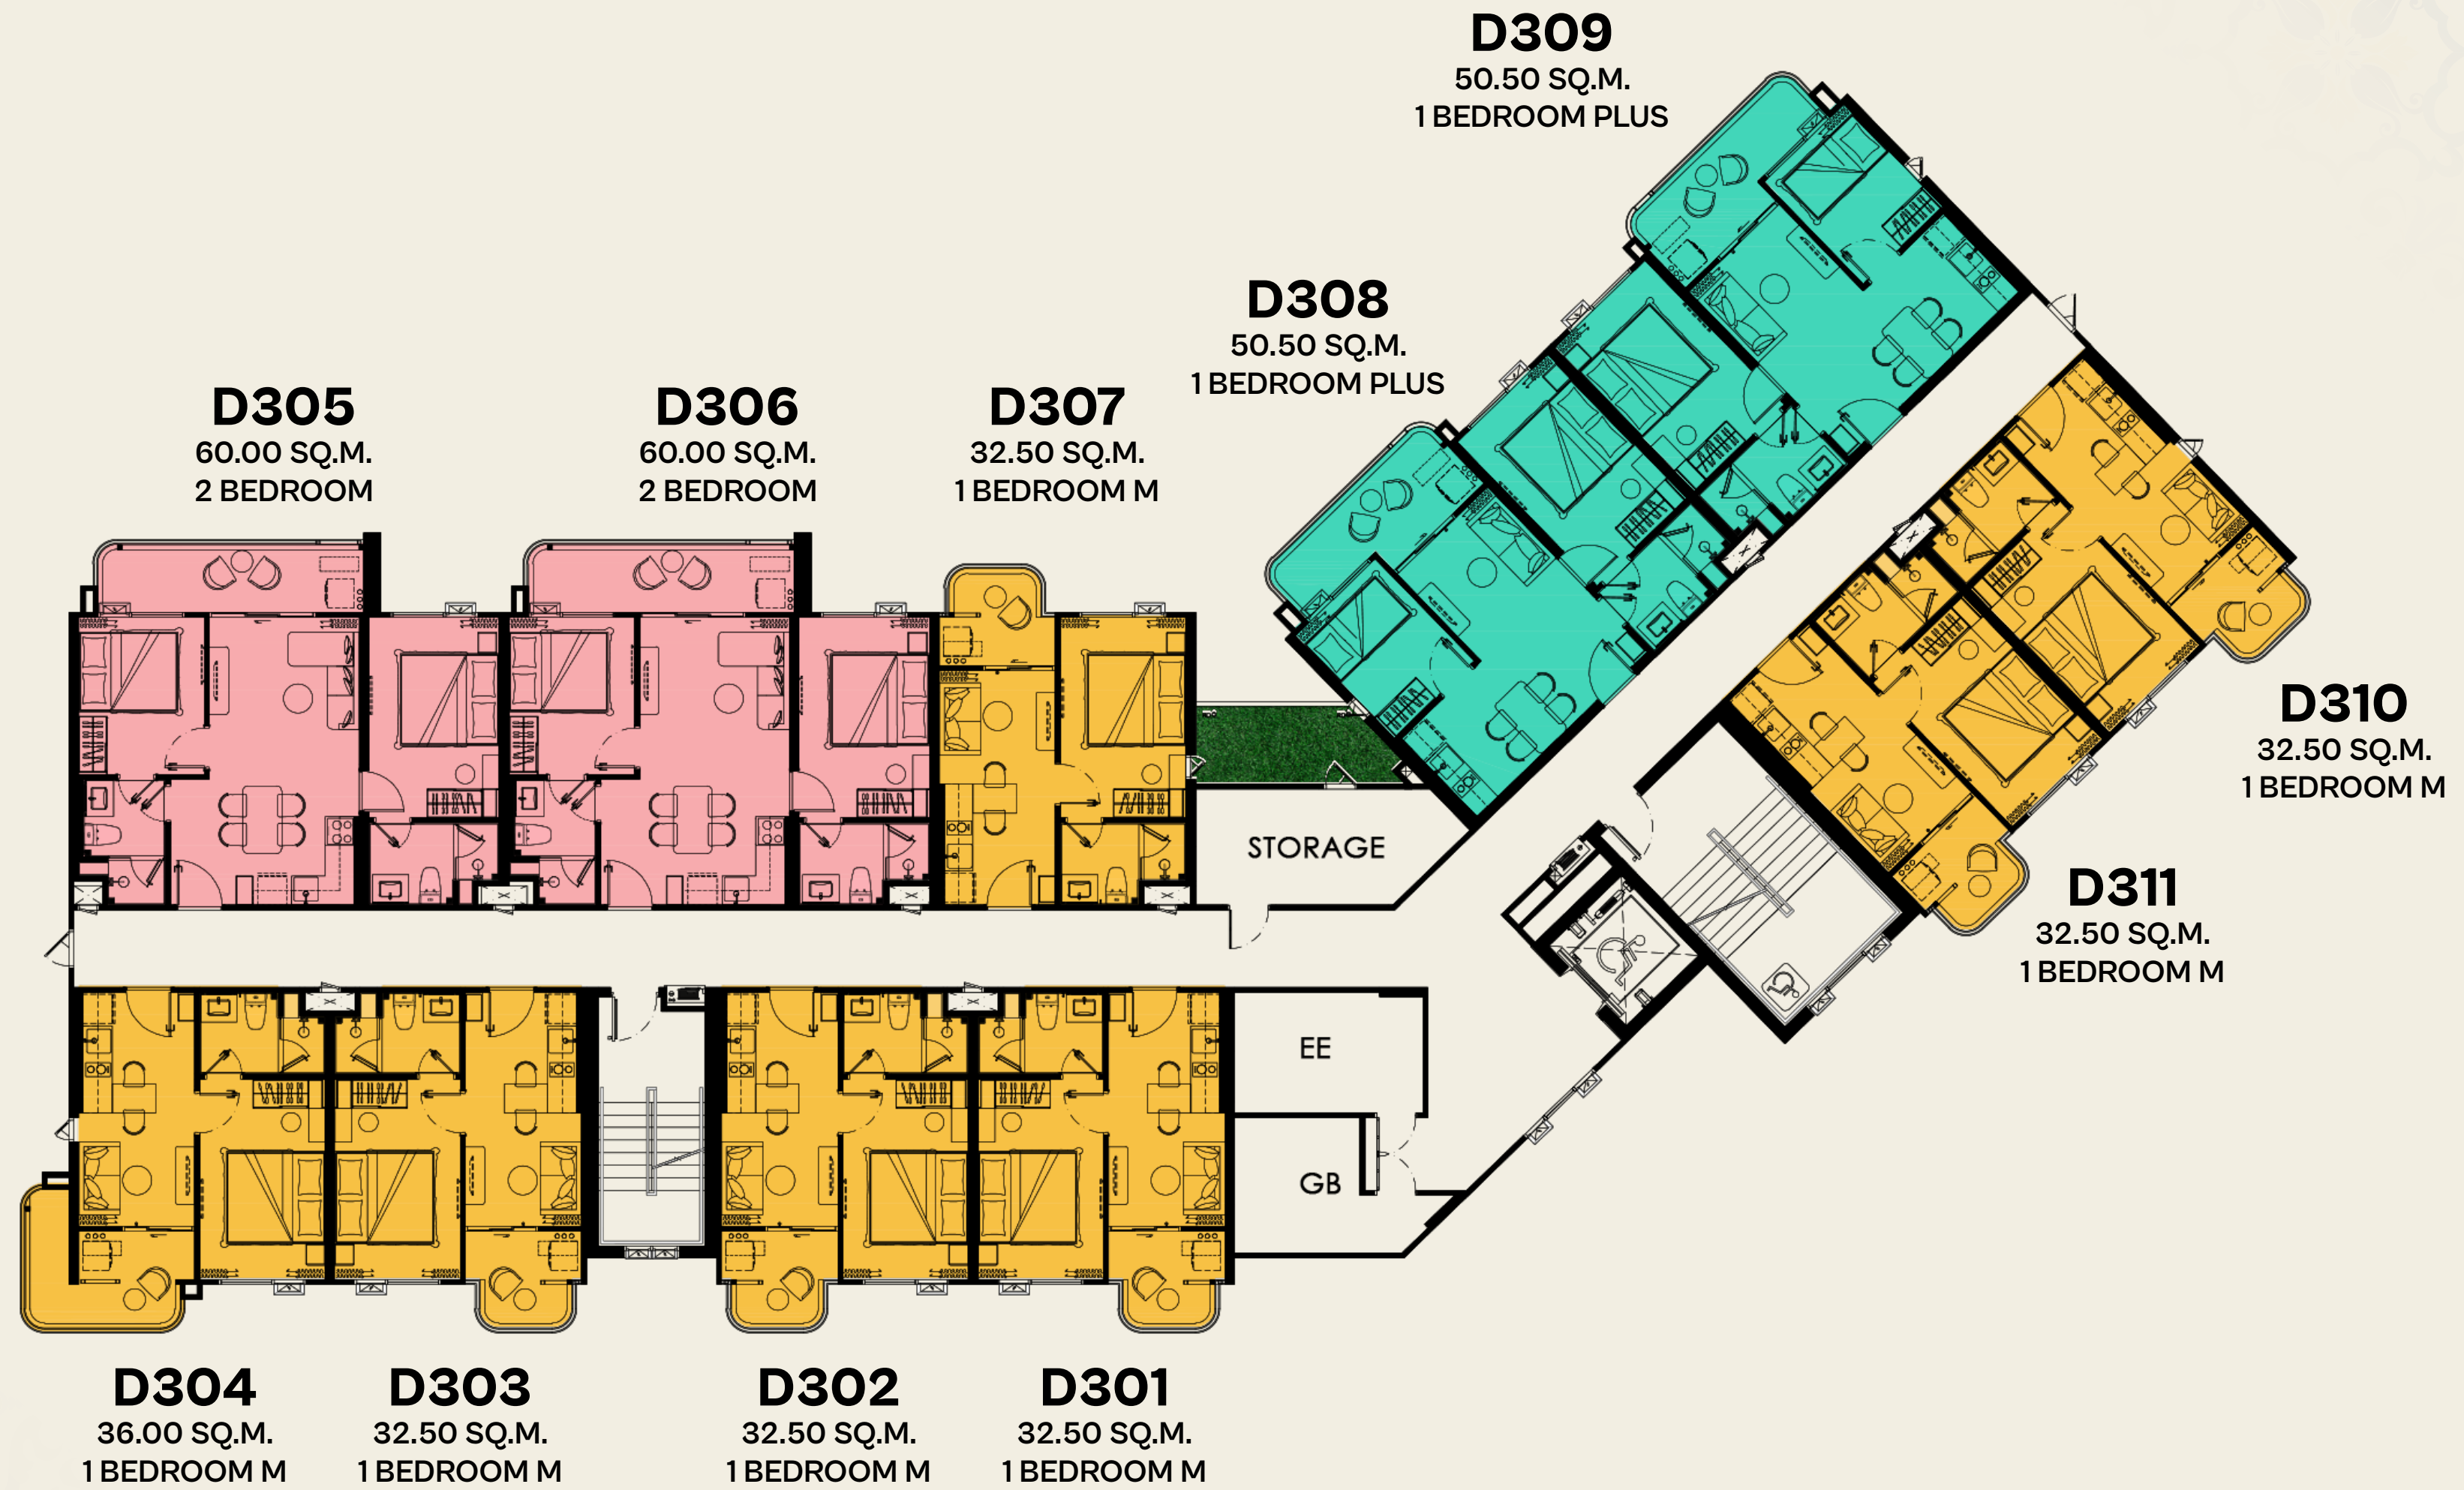 D309
50.50 SQ.M.
1 BEDROOM PLUS
D308
50.50 SQ.M.
1 BEDROOM PLUS
D305
60.00 SQ.M.
2 BEDROOM
D306
60.00 SQ.M.
2 BEDROOM
D307
32.50 SQ.M.
1 BEDROOM M
D310
32.50 SQ.M.
1 BEDROOM M
STORAGE
D311
32.50 SQ.M.
1 BEDROOM M
EE
GB
D304
36.00 SQ.M.
1 BEDROOM M
D303
32.50 SQ.M.
1 BEDROOM M
D302
32.50 SQ.M.
1 BEDROOM M
D301
32.50 SQ.M.
1 BEDROOM M